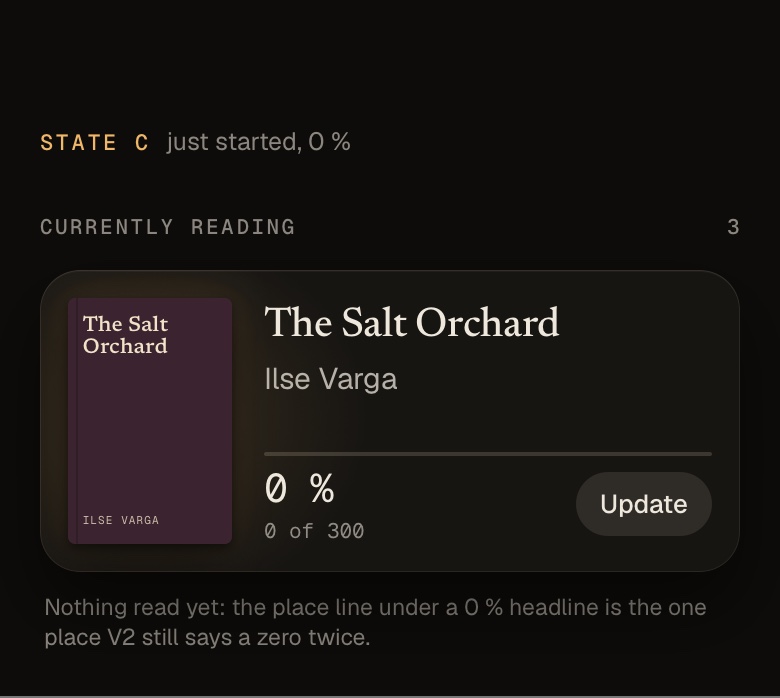 STATE C just started, 0 %
CURRENTLY READING 3
The Salt
Orchard
ILSE VARGA
The Salt Orchard
Ilse Varga
0 %
0 of 300
Update
Nothing read yet: the place line under a 0 % headline is the one
place V2 still says a zero twice.